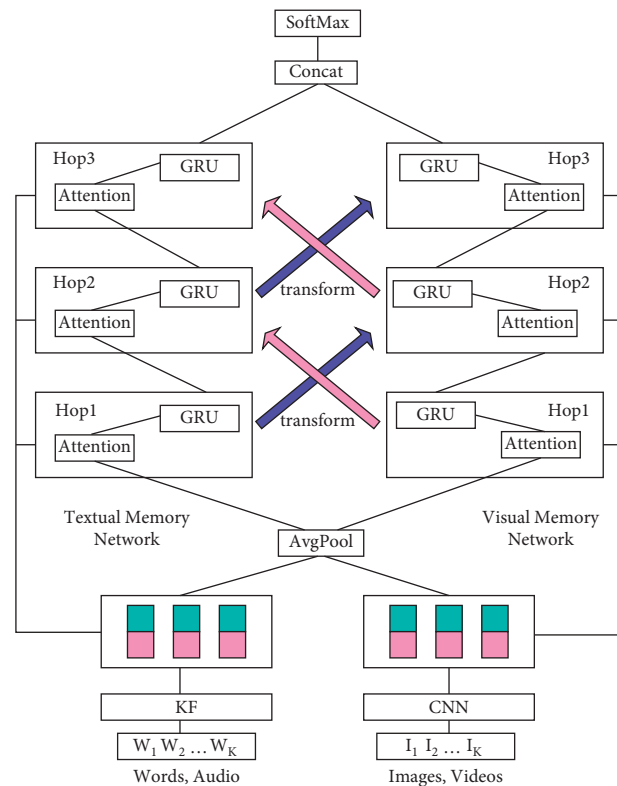 SoftMax
Concat
Hop3
GRU
Attention
Hop3
GRU
Attention
Hop2
GRU
Attention
transform
Hop2
GRU
Attention
Hop1
GRU
Attention
transform
Hop1
GRU
Attention
Textual Memory
Network
Visual Memory
Network
AvgPool
KF
CNN
W₁ W₂ … W_K
I₁ I₂ … I_K
Words, Audio
Images, Videos